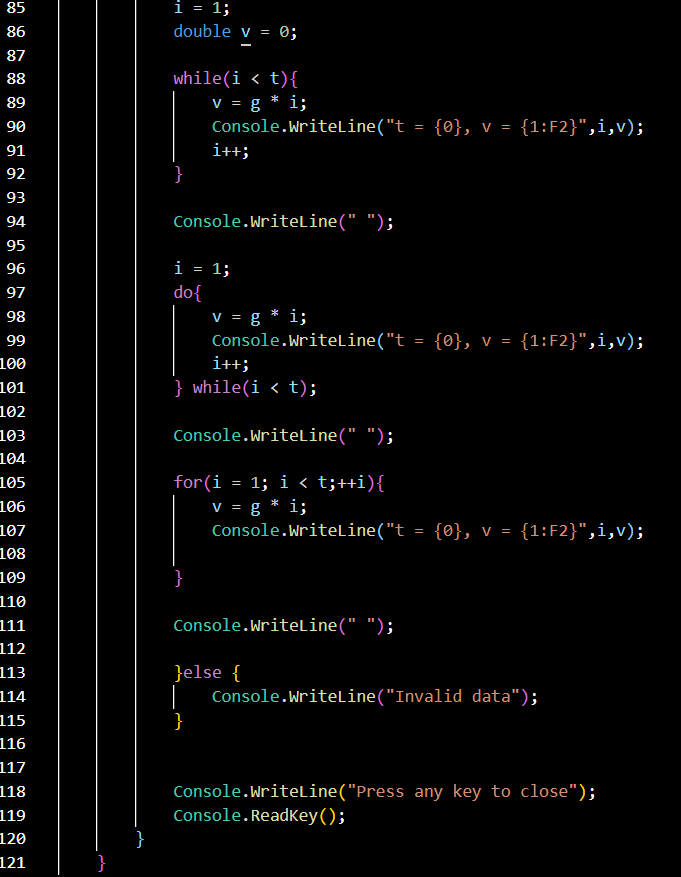 85 i = 1;
86 double v = 0;
87
88 while(i < t){
89 v = g * i;
90 Console.WriteLine("t = {0}, v = {1:F2}",i,v);
91 i++;
92 }
93
94 Console.WriteLine(" ");
95
96 i = 1;
97 do{
98 v = g * i;
99 Console.WriteLine("t = {0}, v = {1:F2}",i,v);
100 i++;
101 } while(i < t);
102
103 Console.WriteLine(" ");
104
105 for(i = 1; i < t;++i){
106 v = g * i;
107 Console.WriteLine("t = {0}, v = {1:F2}",i,v);
108
109 }
110
111 Console.WriteLine(" ");
112
113 }else {
114 Console.WriteLine("Invalid data");
115 }
116
117
118 Console.WriteLine("Press any key to close");
119 Console.ReadKey();
120 }
121 }